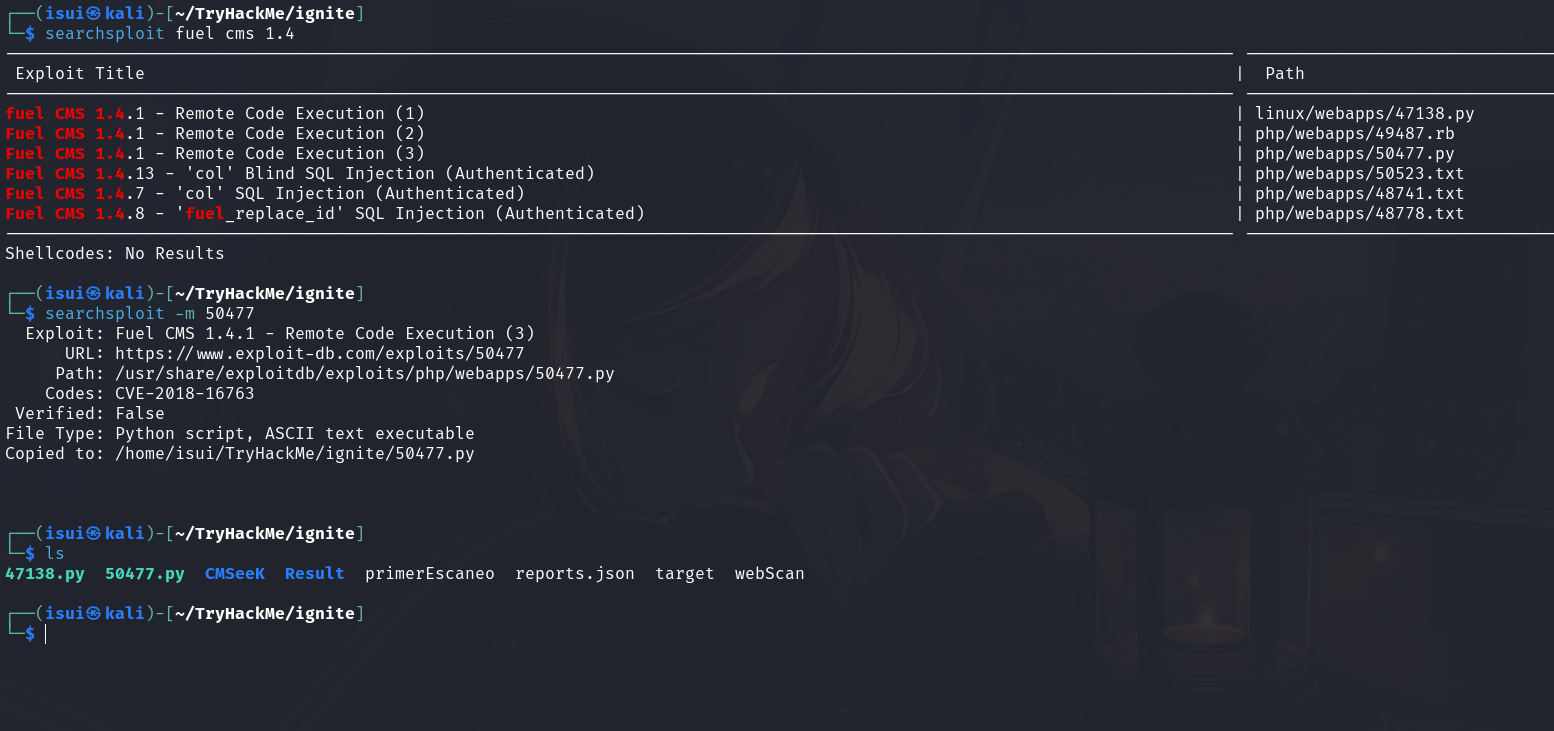 ┌──(isui㉿kali)-[~/TryHackMe/ignite]
└─$ searchsploit fuel cms 1.4
Exploit Title | Path
fuel CMS 1.4.1 - Remote Code Execution (1) | linux/webapps/47138.py
Fuel CMS 1.4.1 - Remote Code Execution (2) | php/webapps/49487.rb
Fuel CMS 1.4.1 - Remote Code Execution (3) | php/webapps/50477.py
Fuel CMS 1.4.13 - 'col' Blind SQL Injection (Authenticated) | php/webapps/50523.txt
Fuel CMS 1.4.7 - 'col' SQL Injection (Authenticated) | php/webapps/48741.txt
Fuel CMS 1.4.8 - 'fuel_replace_id' SQL Injection (Authenticated) | php/webapps/48778.txt
Shellcodes: No Results
┌──(isui㉿kali)-[~/TryHackMe/ignite]
└─$ searchsploit -m 50477
Exploit: Fuel CMS 1.4.1 - Remote Code Execution (3)
URL: https://www.exploit-db.com/exploits/50477
Path: /usr/share/exploitdb/exploits/php/webapps/50477.py
Codes: CVE-2018-16763
Verified: False
File Type: Python script, ASCII text executable
Copied to: /home/isui/TryHackMe/ignite/50477.py
┌──(isui㉿kali)-[~/TryHackMe/ignite]
└─$ ls
47138.py 50477.py CMSeeK Result primerEscaneo reports.json target webScan
┌──(isui㉿kali)-[~/TryHackMe/ignite]
└─$